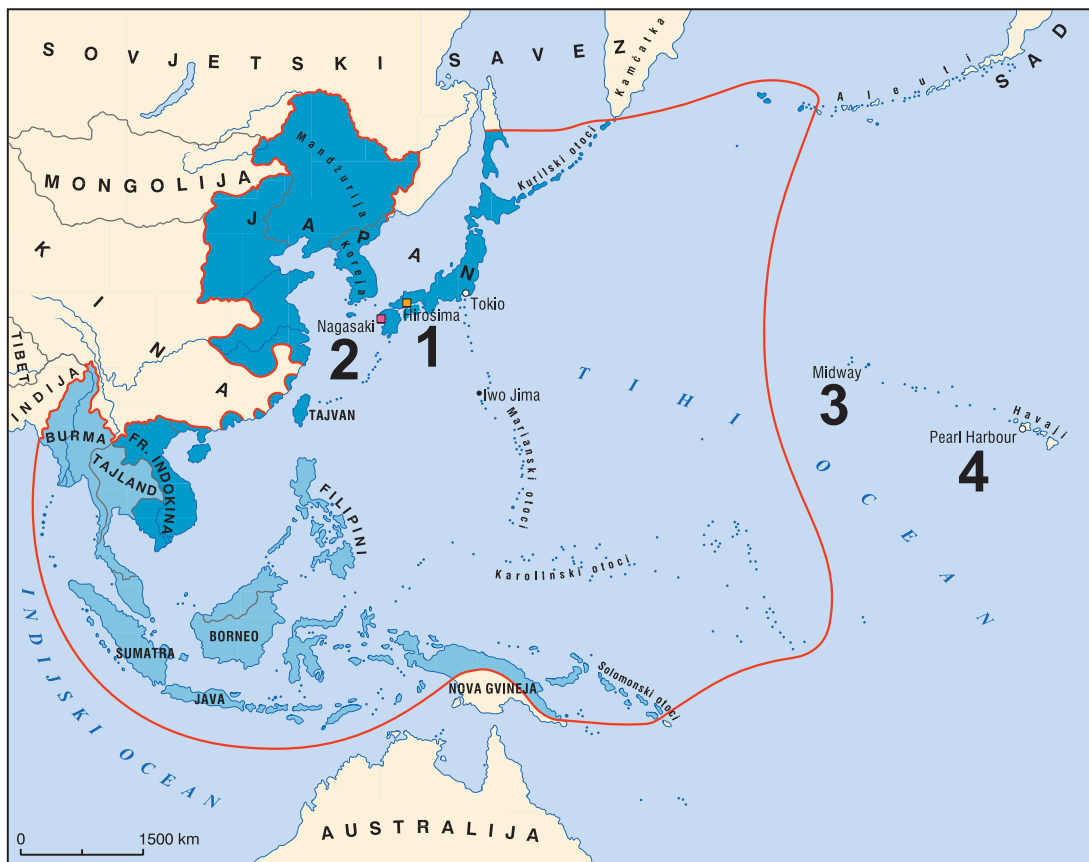 SOVJETSKI SAVEZ
Kamčatka
Aleuti
SAD
MONGOLIJA
Mandžurija
Kurilski otoci
JAPAN
Koreja
KINA
Tokio
Hirošima
Nagasaki
1
2
TIBET
INDIJA
Iwo Jima
TIHI OCEAN
Midway
3
Havaji
Pearl Harbour
4
TAJVAN
BURMA
FR. INDOKINA
TAJLAND
Marianski otoci
FILIPINI
Karolinski otoci
INDIJSKI OCEAN
BORNEO
SUMATRA
JAVA
NOVA GVINEJA
Solomonski otoci
AUSTRALIJA
0 1500 km